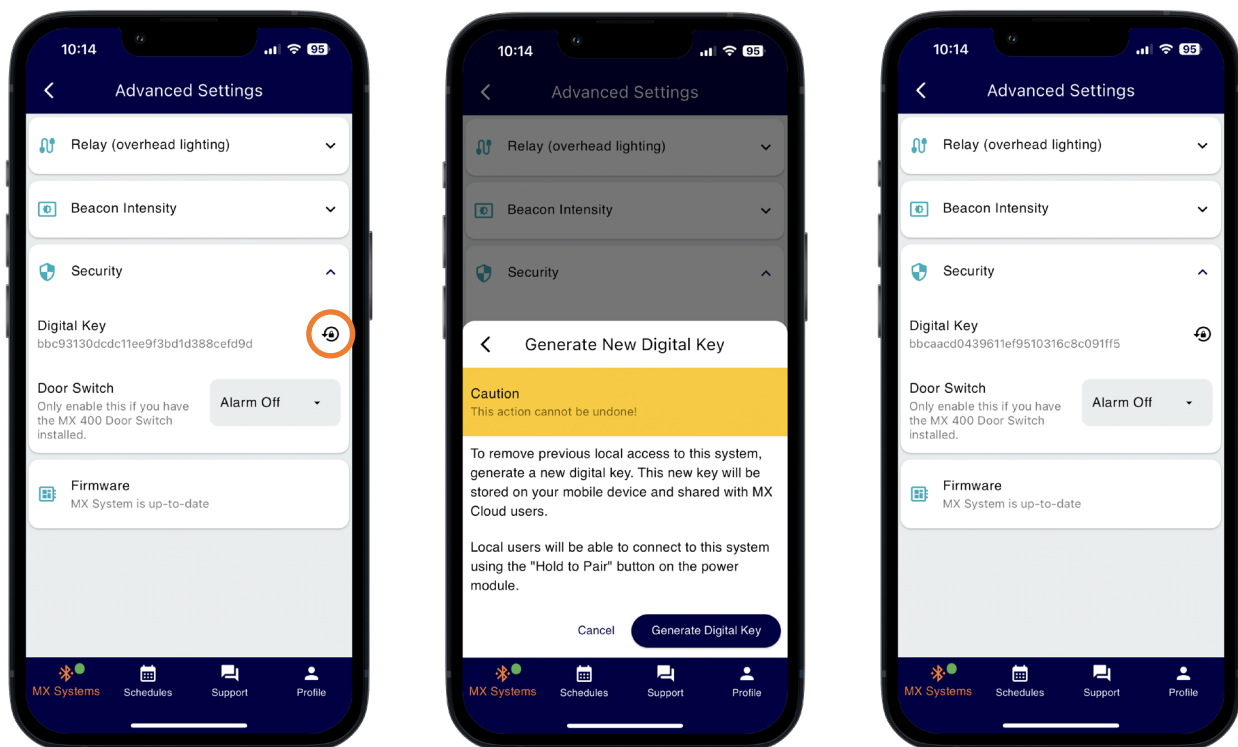 10:14
95
Advanced Settings
Relay (overhead lighting)
Beacon Intensity
Security
Digital Key
bbc93130dcdc11ee9f3bd1d388cefd9d
Door Switch
Only enable this if you have
the MX 400 Door Switch
installed.
Alarm Off
Firmware
MX System is up-to-date
MX Systems
Schedules
Support
Profile
10:14
95
Advanced Settings
Relay (overhead lighting)
Beacon Intensity
Security
Generate New Digital Key
Caution
This action cannot be undone!
To remove previous local access to this system,
generate a new digital key. This new key will be
stored on your mobile device and shared with MX
Cloud users.
Local users will be able to connect to this system
using the "Hold to Pair" button on the power
module.
Cancel
Generate Digital Key
MX Systems
Schedules
Support
Profile
10:14
95
Advanced Settings
Relay (overhead lighting)
Beacon Intensity
Security
Digital Key
bbcaacd0439611ef9510316c8c091ff5
Door Switch
Only enable this if you have
the MX 400 Door Switch
installed.
Alarm Off
Firmware
MX System is up-to-date
MX Systems
Schedules
Support
Profile